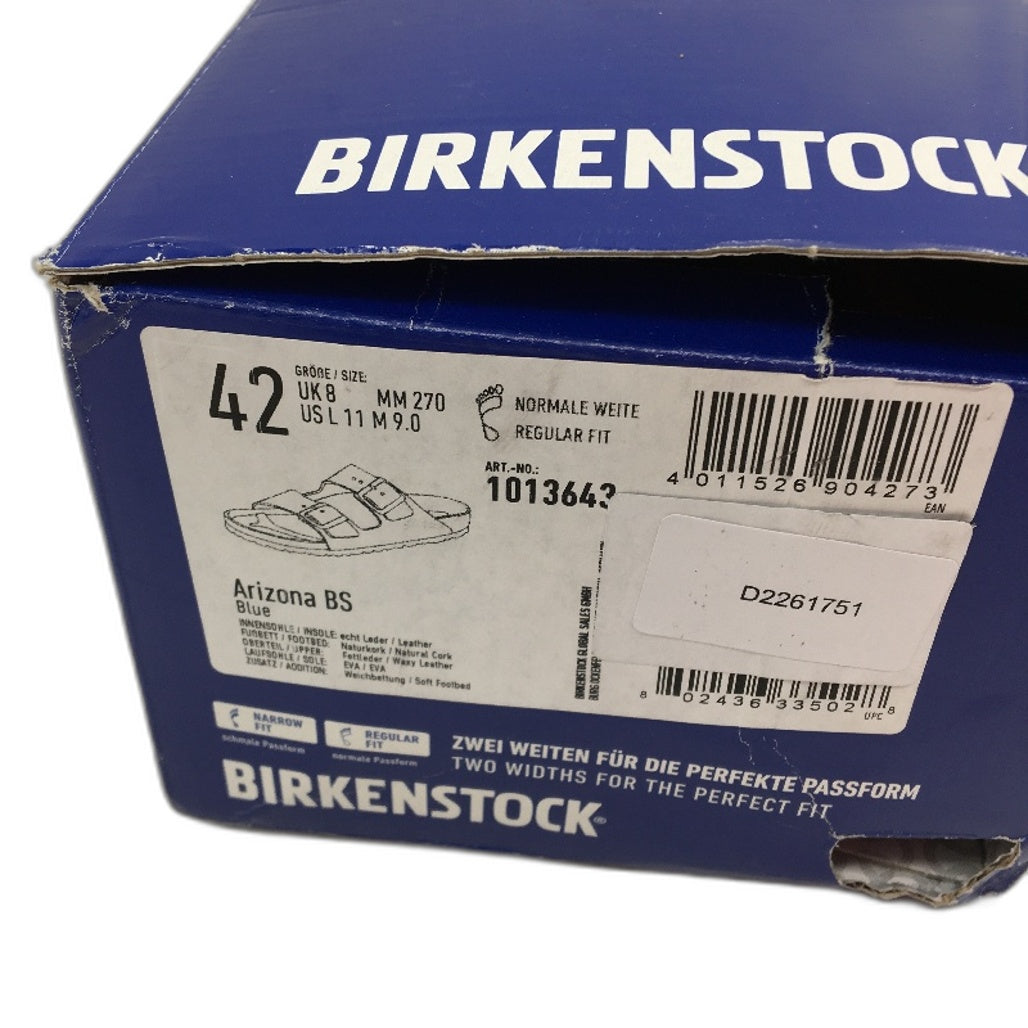 BIRKENSTOCK
42
GRÖßE / SIZE:
UK 8 MM 270
US L 11 M 9.0
NORMALE WEITE
REGULAR FIT
4 011526 904273
EAN
ART.-NO.:
1013643
D2261751
Arizona BS
Blue
INNENSOHLE / INSOLE: echt Leder / Leather
FUßBETT / FOOTBED: Naturkork / Natural Cork
OBERTEIL / UPPER: Fettleder / Waxy Leather
LAUFSOHLE / SOLE: EVA / EVA
ZUSATZ / ADDITION: Weichbettung / Soft Footbed
BIRKENSTOCK GLOBAL SALES GMBH
8 02436 33502 8
UPC
NARROW
FIT
schmale Passform
REGULAR
FIT
normale Passform
ZWEI WEITEN FÜR DIE PERFEKTE PASSFORM
TWO WIDTHS FOR THE PERFECT FIT
BIRKENSTOCK®